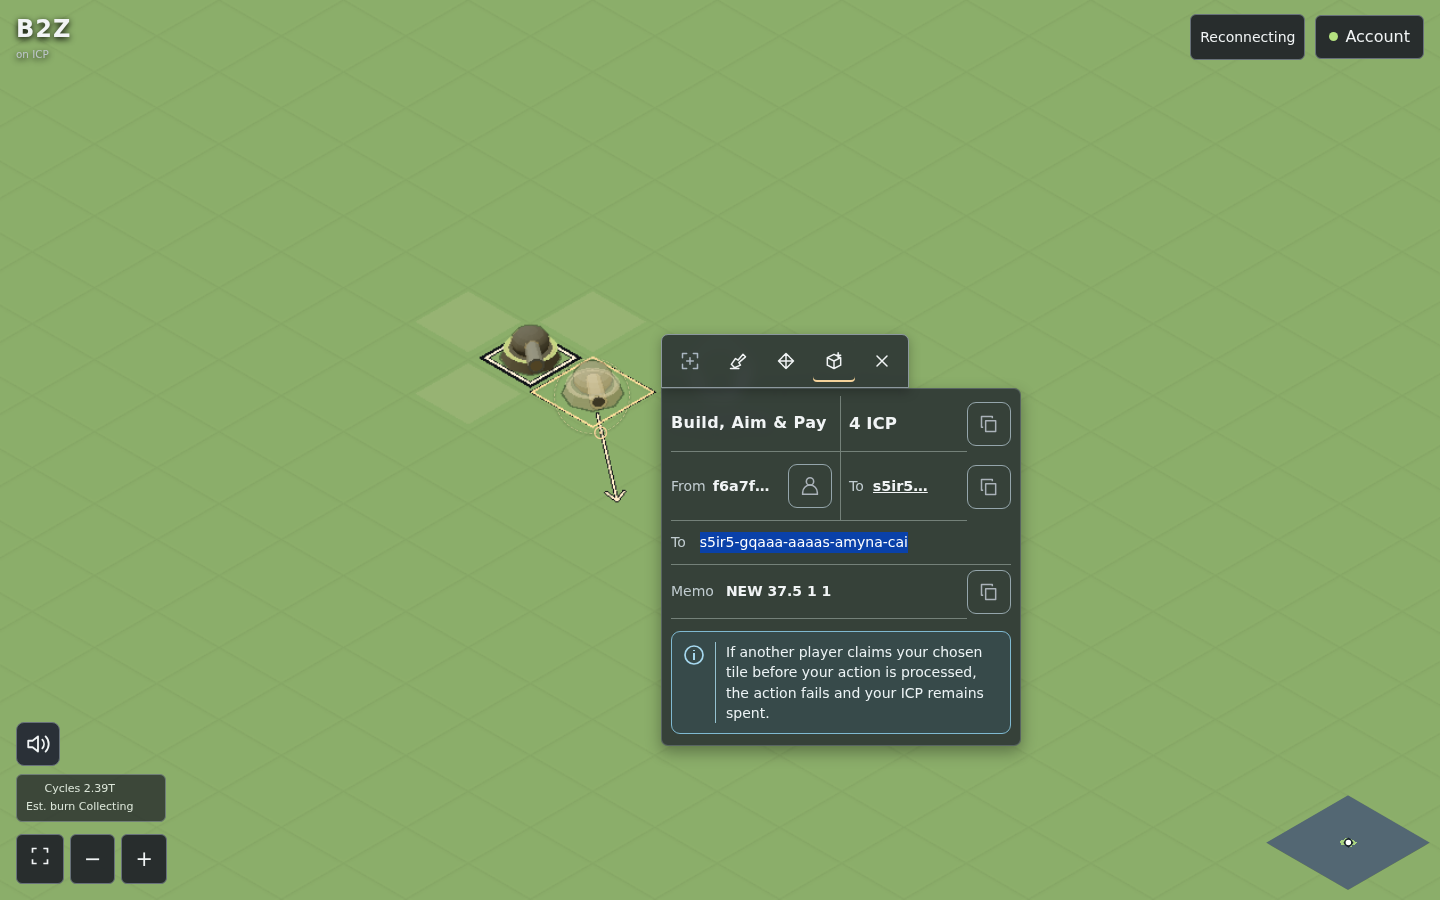 B2Z
on ICP
Reconnecting
Account
Build, Aim & Pay
4 ICP
From f6a7f…
To s5ir5…
To s5ir5-gqaaa-aaaas-amyna-cai
Memo NEW 37.5 1 1
If another player claims your chosen
tile before your action is processed,
the action fails and your ICP remains
spent.
Cycles 2.39T
Est. burn Collecting